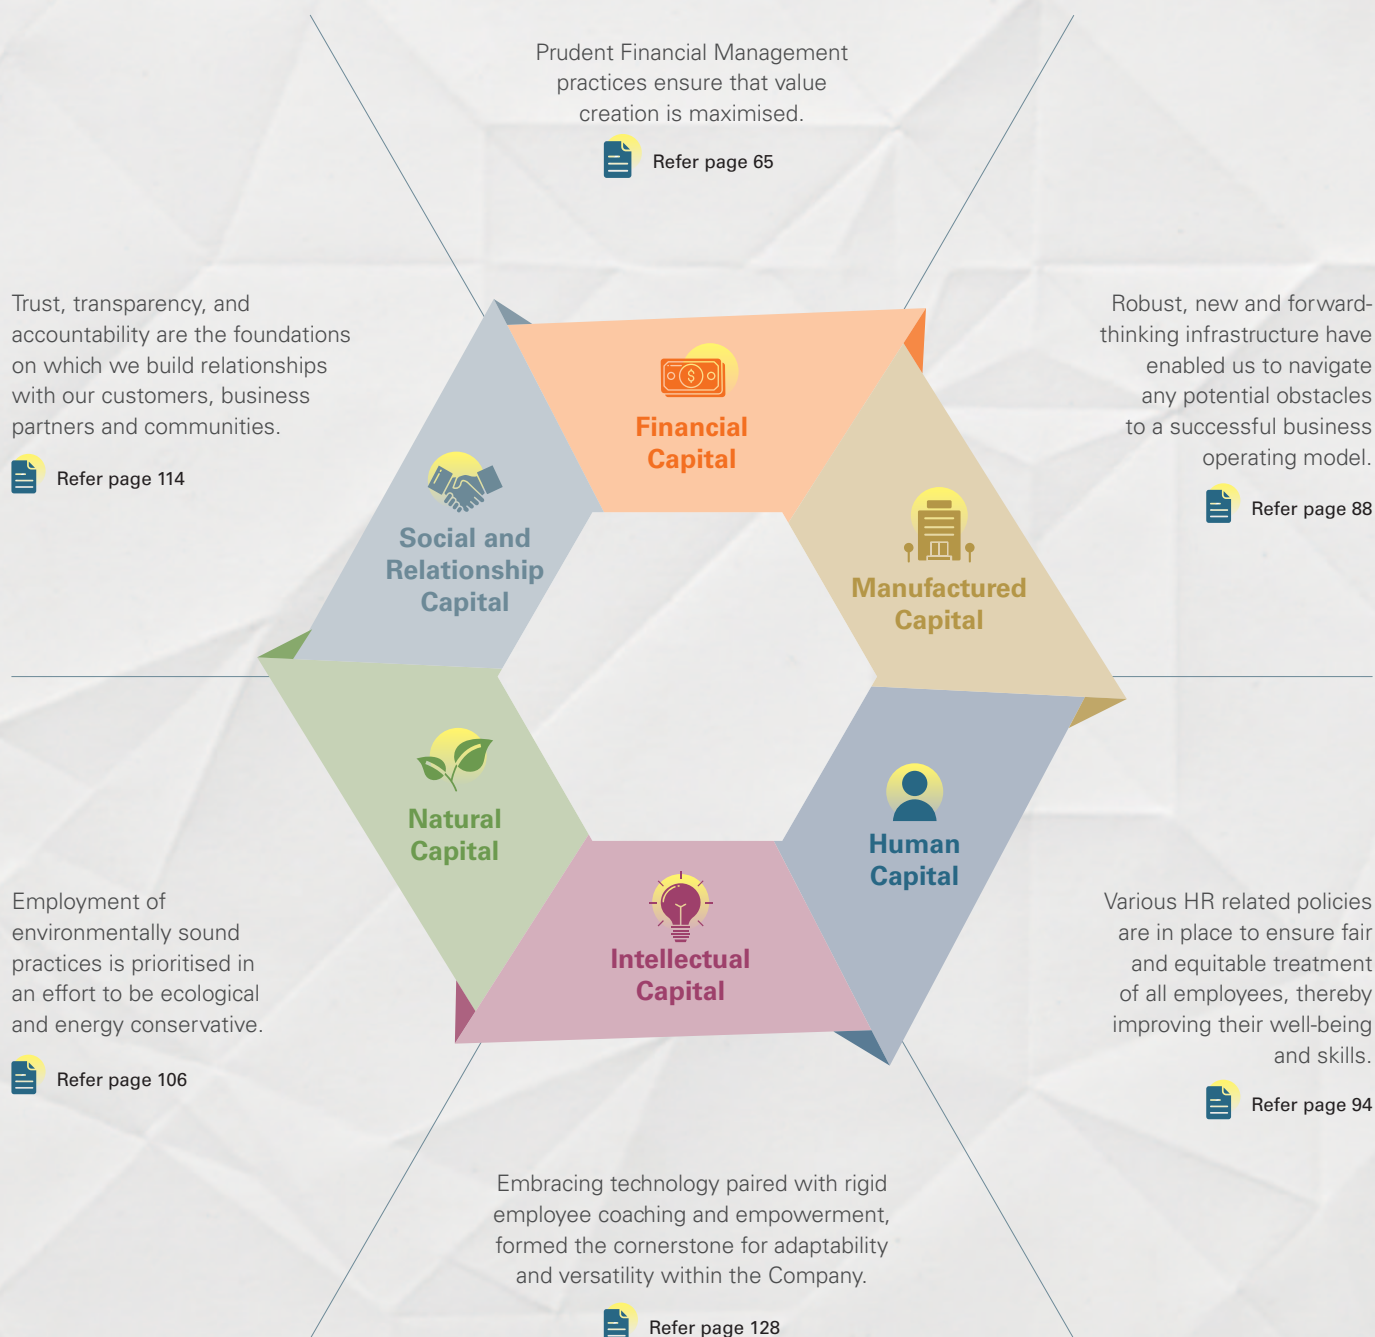 Prudent Financial Management
practices ensure that value
creation is maximised.
Refer page 65
Trust, transparency, and
accountability are the foundations
on which we build relationships
with our customers, business
partners and communities.
Refer page 114
Robust, new and forward-
thinking infrastructure have
enabled us to navigate
any potential obstacles
to a successful business
operating model.
Refer page 88
Financial
Capital
Social and
Relationship
Capital
Manufactured
Capital
Natural
Capital
Human
Capital
Intellectual
Capital
Employment of
environmentally sound
practices is prioritised in
an effort to be ecological
and energy conservative.
Refer page 106
Various HR related policies
are in place to ensure fair
and equitable treatment
of all employees, thereby
improving their well-being
and skills.
Refer page 94
Embracing technology paired with rigid
employee coaching and empowerment,
formed the cornerstone for adaptability
and versatility within the Company.
Refer page 128